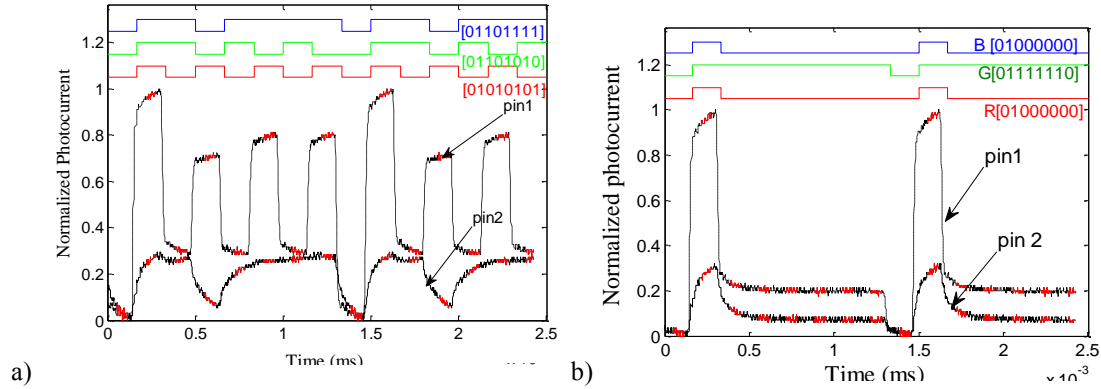 [01101111]
[01101010]
[01010101]
pin1
pin2
Normalized Photocurrent
1.2
1
0.8
0.6
0.4
0.2
0
0 0.5 1 1.5 2 2.5
Time (ms)
a)
B [01000000]
G[01111110]
R[01000000]
pin1
pin 2
Normalized photocurrent
1.2
1
0.8
0.6
0.4
0.2
0
0 0.5 1 1.5 2 2.5
Time (ms)
x 10⁻³
b)